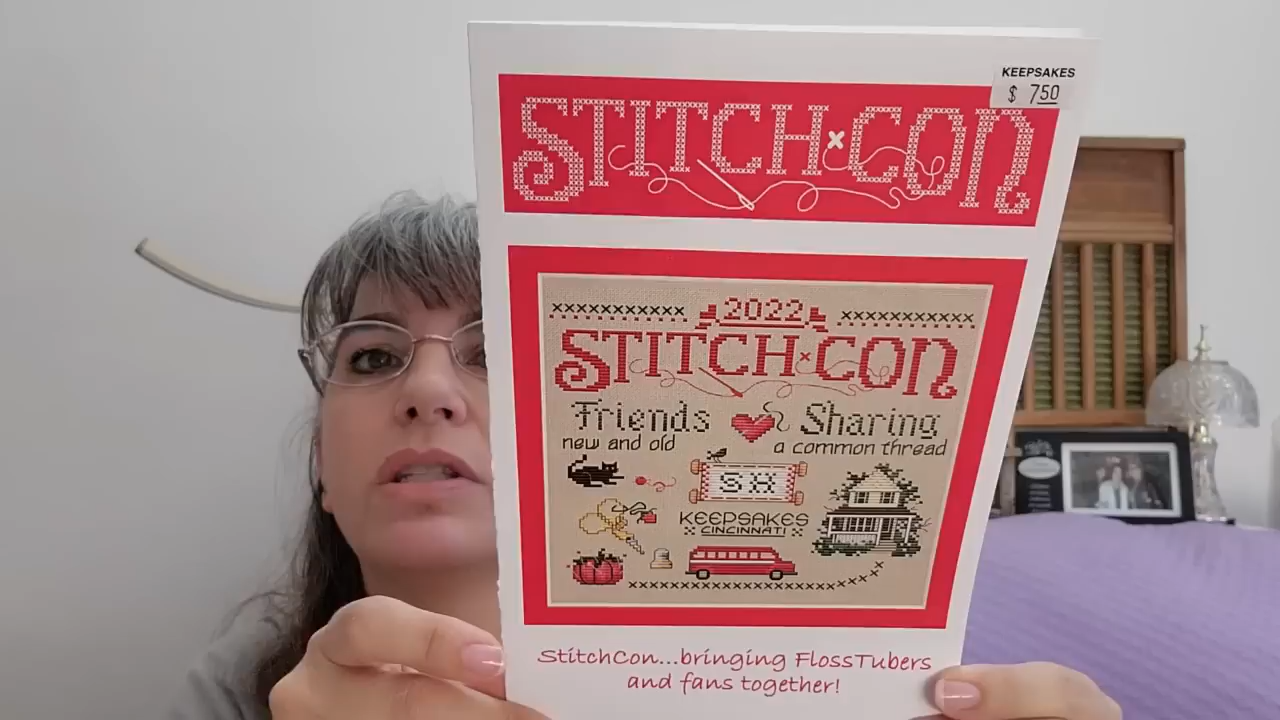 KEEPSAKES
$ 750
STITCH x CON
2022
STITCH x CON
Friends Sharing
new and old a common thread
KEEPSAKES
CINCINNATI
StitchCon...bringing FlossTubers
and fans together!